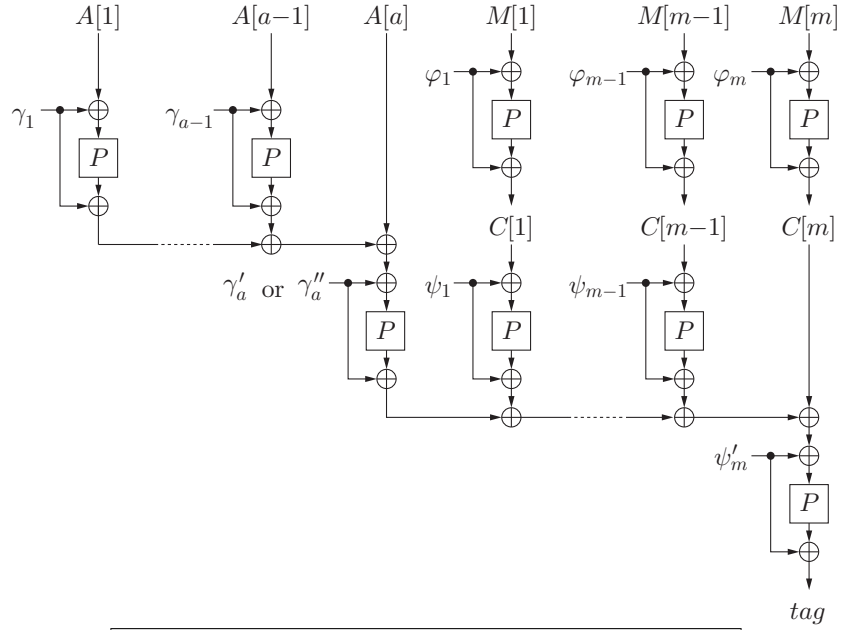 A[1] A[a−1] A[a] M[1] M[m−1] M[m]
φ₁ φₘ₋₁ φₘ
γ₁ γₐ₋₁
P P P
P P
C[1] C[m−1] C[m]
γ′ₐ or γ″ₐ ψ₁ ψₘ₋₁
P P P
ψ′ₘ
P
tag